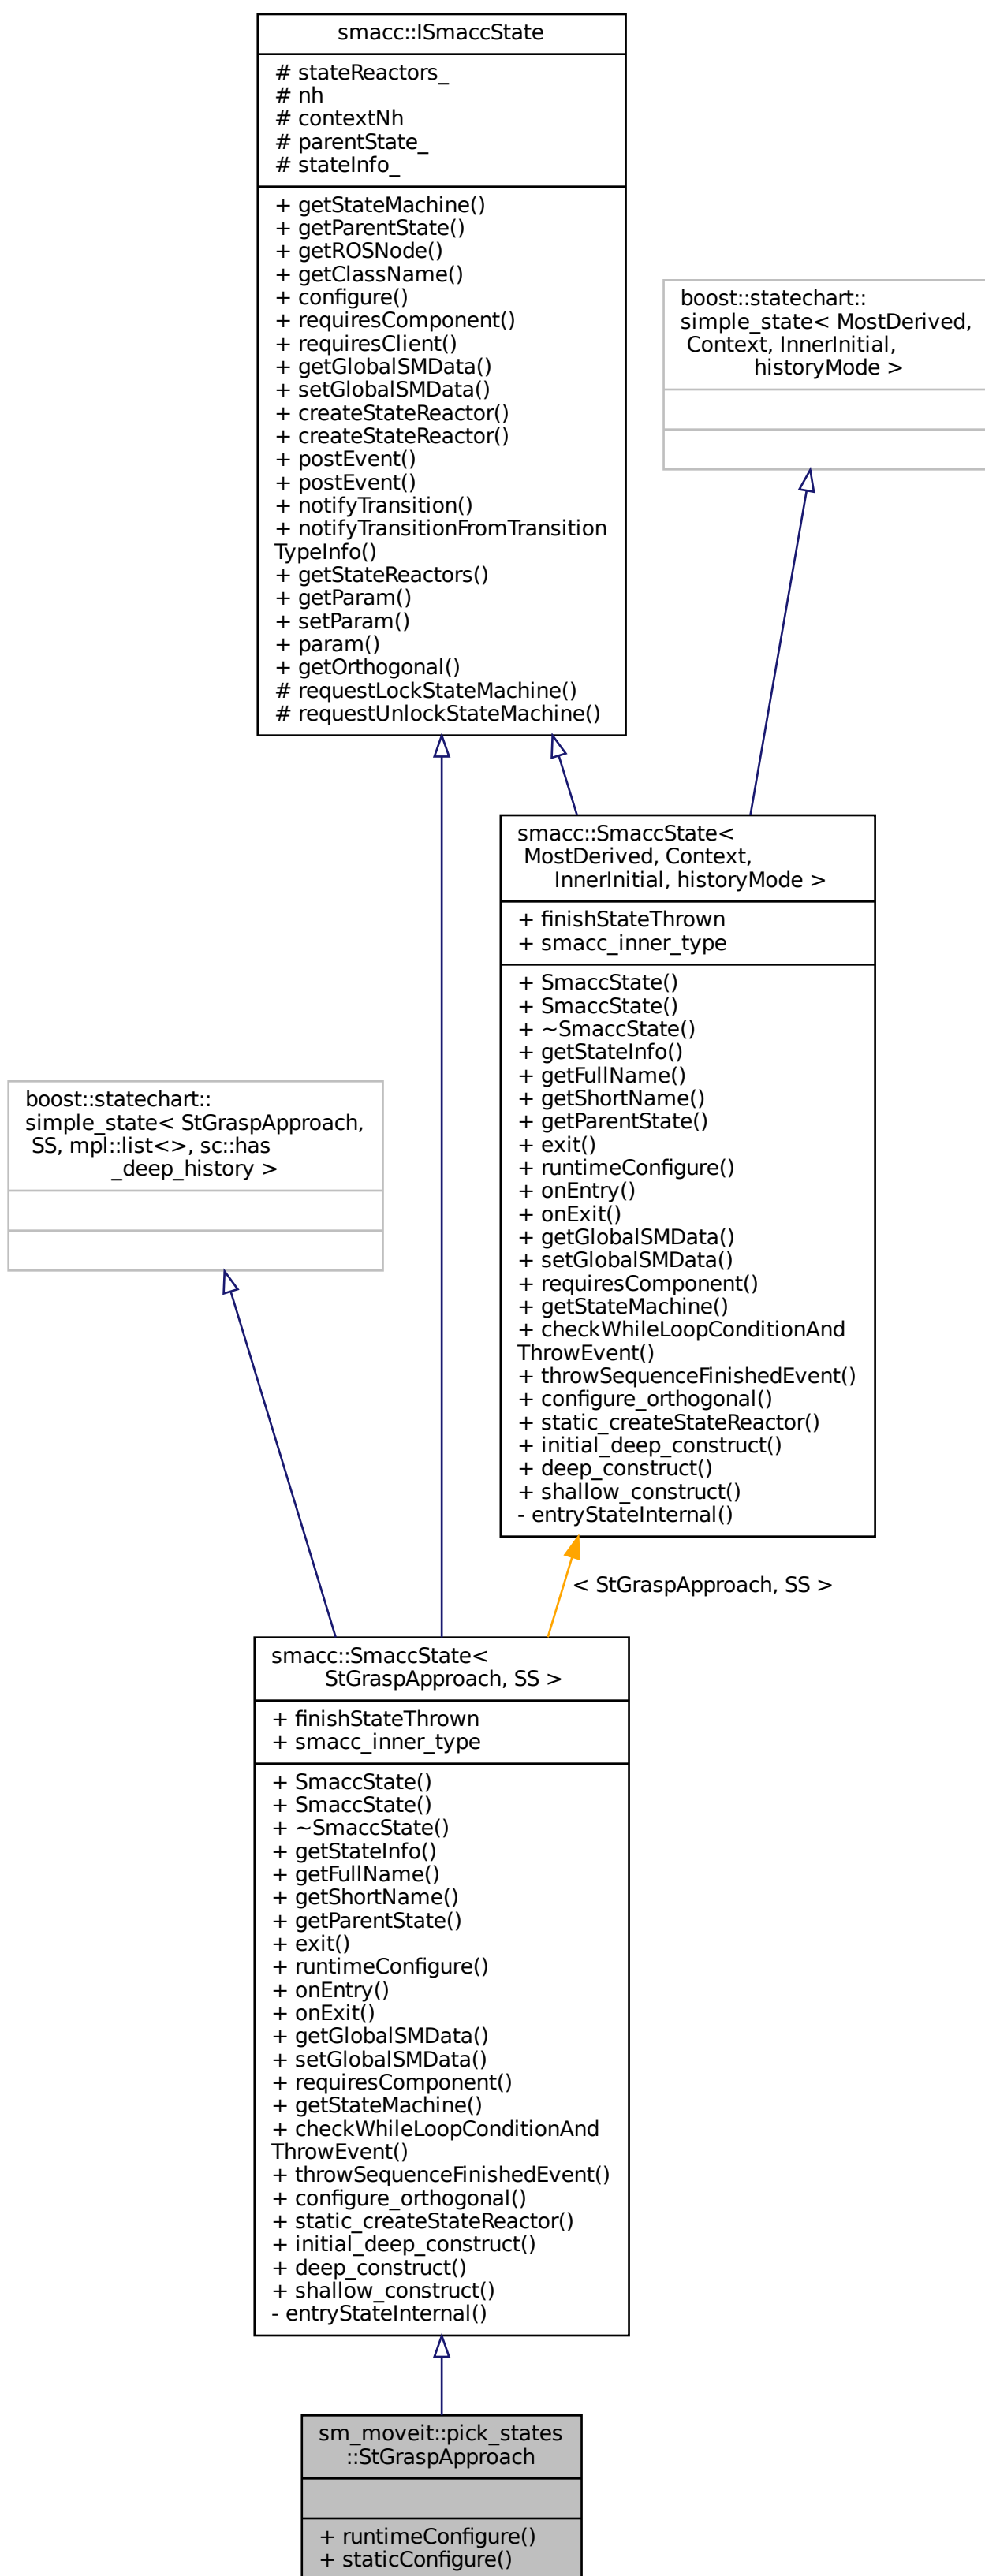 smacc::ISmaccState
# stateReactors_
# nh
# contextNh
# parentState_
# stateInfo_
+ getStateMachine()
+ getParentState()
+ getROSNode()
+ getClassName()
+ configure()
+ requiresComponent()
+ requiresClient()
+ getGlobalSMData()
+ setGlobalSMData()
+ createStateReactor()
+ createStateReactor()
+ postEvent()
+ postEvent()
+ notifyTransition()
+ notifyTransitionFromTransition
TypeInfo()
+ getStateReactors()
+ getParam()
+ setParam()
+ param()
+ getOrthogonal()
# requestLockStateMachine()
# requestUnlockStateMachine()
boost::statechart::
simple_state< MostDerived,
Context, InnerInitial,
historyMode >
smacc::SmaccState<
MostDerived, Context,
InnerInitial, historyMode >
+ finishStateThrown
+ smacc_inner_type
+ SmaccState()
+ SmaccState()
+ ~SmaccState()
+ getStateInfo()
+ getFullName()
+ getShortName()
+ getParentState()
+ exit()
+ runtimeConfigure()
+ onEntry()
+ onExit()
+ getGlobalSMData()
+ setGlobalSMData()
+ requiresComponent()
+ getStateMachine()
+ checkWhileLoopConditionAnd
ThrowEvent()
+ throwSequenceFinishedEvent()
+ configure_orthogonal()
+ static_createStateReactor()
+ initial_deep_construct()
+ deep_construct()
+ shallow_construct()
- entryStateInternal()
boost::statechart::
simple_state< StGraspApproach,
SS, mpl::list<>, sc::has
_deep_history >
< StGraspApproach, SS >
smacc::SmaccState<
StGraspApproach, SS >
+ finishStateThrown
+ smacc_inner_type
+ SmaccState()
+ SmaccState()
+ ~SmaccState()
+ getStateInfo()
+ getFullName()
+ getShortName()
+ getParentState()
+ exit()
+ runtimeConfigure()
+ onEntry()
+ onExit()
+ getGlobalSMData()
+ setGlobalSMData()
+ requiresComponent()
+ getStateMachine()
+ checkWhileLoopConditionAnd
ThrowEvent()
+ throwSequenceFinishedEvent()
+ configure_orthogonal()
+ static_createStateReactor()
+ initial_deep_construct()
+ deep_construct()
+ shallow_construct()
- entryStateInternal()
sm_moveit::pick_states
::StGraspApproach
+ runtimeConfigure()
+ staticConfigure()